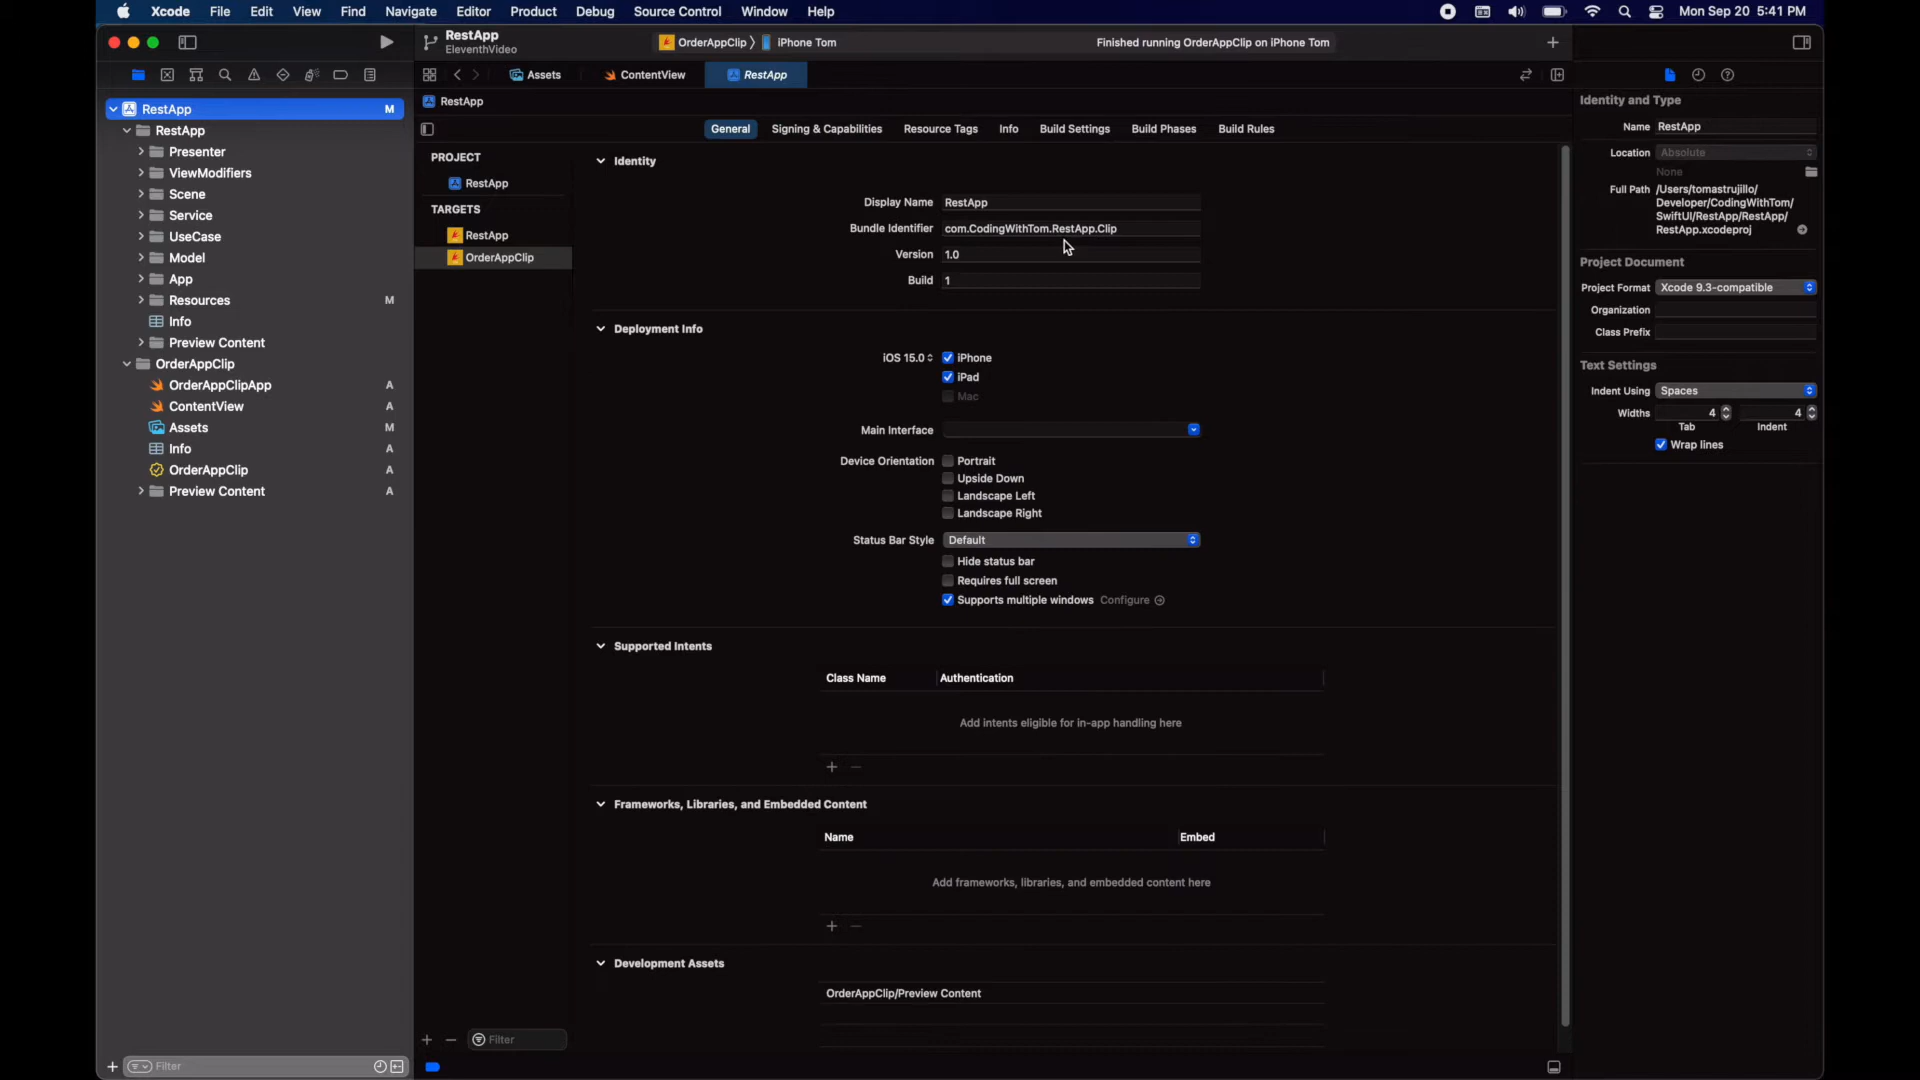 Xcode File Edit View Find Navigate Editor Product Debug Source Control Window Help
Mon Sep 20 5:41 PM
RestApp
EleventhVideo
OrderAppClip
iPhone Tom
Finished running OrderAppClip on iPhone Tom
Assets
ContentView
RestApp
RestApp
General
Signing & Capabilities
Resource Tags
Info
Build Settings
Build Phases
Build Rules
RestApp M
RestApp
Presenter
ViewModifiers
Scene
Service
UseCase
Model
App
Resources M
Info
Preview Content
OrderAppClip
OrderAppClipApp A
ContentView A
Assets M
Info A
OrderAppClip A
Preview Content A
Filter
PROJECT
RestApp
TARGETS
RestApp
OrderAppClip
Filter
Identity
Display Name RestApp
Bundle Identifier com.CodingWithTom.RestApp.Clip
Version 1.0
Build 1
Deployment Info
iOS 15.0 iPhone
iPad
Mac
Main Interface
Device Orientation Portrait
Upside Down
Landscape Left
Landscape Right
Status Bar Style Default
Hide status bar
Requires full screen
Supports multiple windows Configure
Supported Intents
Class Name Authentication
Add intents eligible for in-app handling here
Frameworks, Libraries, and Embedded Content
Name Embed
Add frameworks, libraries, and embedded content here
Development Assets
OrderAppClip/Preview Content
Identity and Type
Name RestApp
Location Absolute
None
Full Path /Users/tomastrujillo/
Developer/CodingWithTom/
SwiftUI/RestApp/RestApp/
RestApp.xcodeproj
Project Document
Project Format Xcode 9.3-compatible
Organization
Class Prefix
Text Settings
Indent Using Spaces
Widths 4 4
Tab Indent
Wrap lines